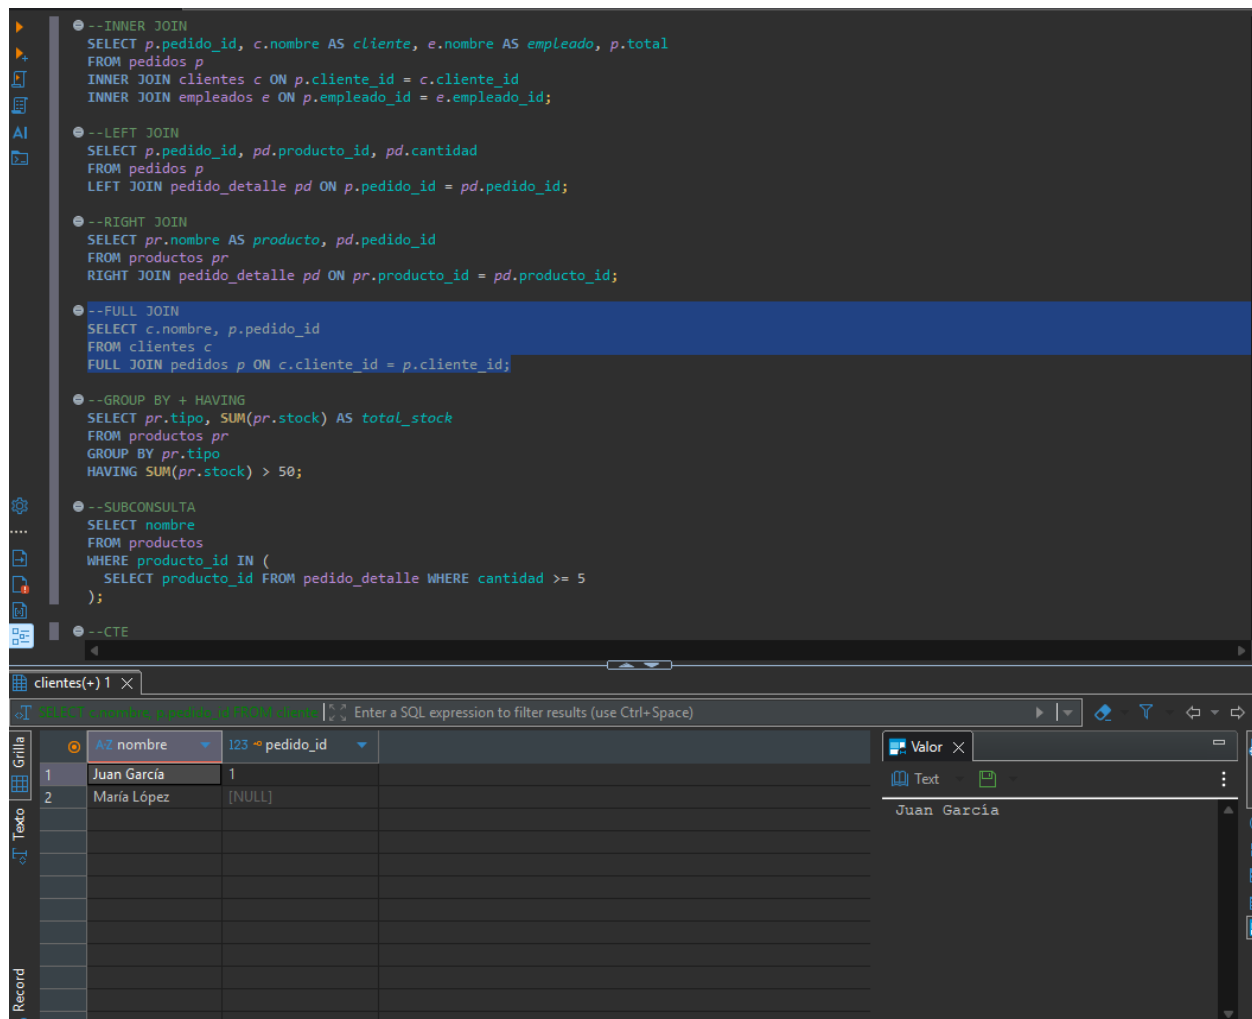 --INNER JOIN
SELECT p.pedido_id, c.nombre AS cliente, e.nombre AS empleado, p.total
FROM pedidos p
INNER JOIN clientes c ON p.cliente_id = c.cliente_id
INNER JOIN empleados e ON p.empleado_id = e.empleado_id;
AI
--LEFT JOIN
SELECT p.pedido_id, pd.producto_id, pd.cantidad
FROM pedidos p
LEFT JOIN pedido_detalle pd ON p.pedido_id = pd.pedido_id;
--RIGHT JOIN
SELECT pr.nombre AS producto, pd.pedido_id
FROM productos pr
RIGHT JOIN pedido_detalle pd ON pr.producto_id = pd.producto_id;
--FULL JOIN
SELECT c.nombre, p.pedido_id
FROM clientes c
FULL JOIN pedidos p ON c.cliente_id = p.cliente_id;
--GROUP BY + HAVING
SELECT pr.tipo, SUM(pr.stock) AS total_stock
FROM productos pr
GROUP BY pr.tipo
HAVING SUM(pr.stock) > 50;
--SUBCONSULTA
SELECT nombre
FROM productos
WHERE producto_id IN (
SELECT producto_id FROM pedido_detalle WHERE cantidad >= 5
);
--CTE
clientes(+) 1
SELECT c.nombre, p.pedido_id FROM cliente Enter a SQL expression to filter results (use Ctrl+Space)
Grilla
Texto
Record
A-Z nombre 123 pedido_id
1 Juan García 1
2 María López [NULL]
Valor
Text
Juan García